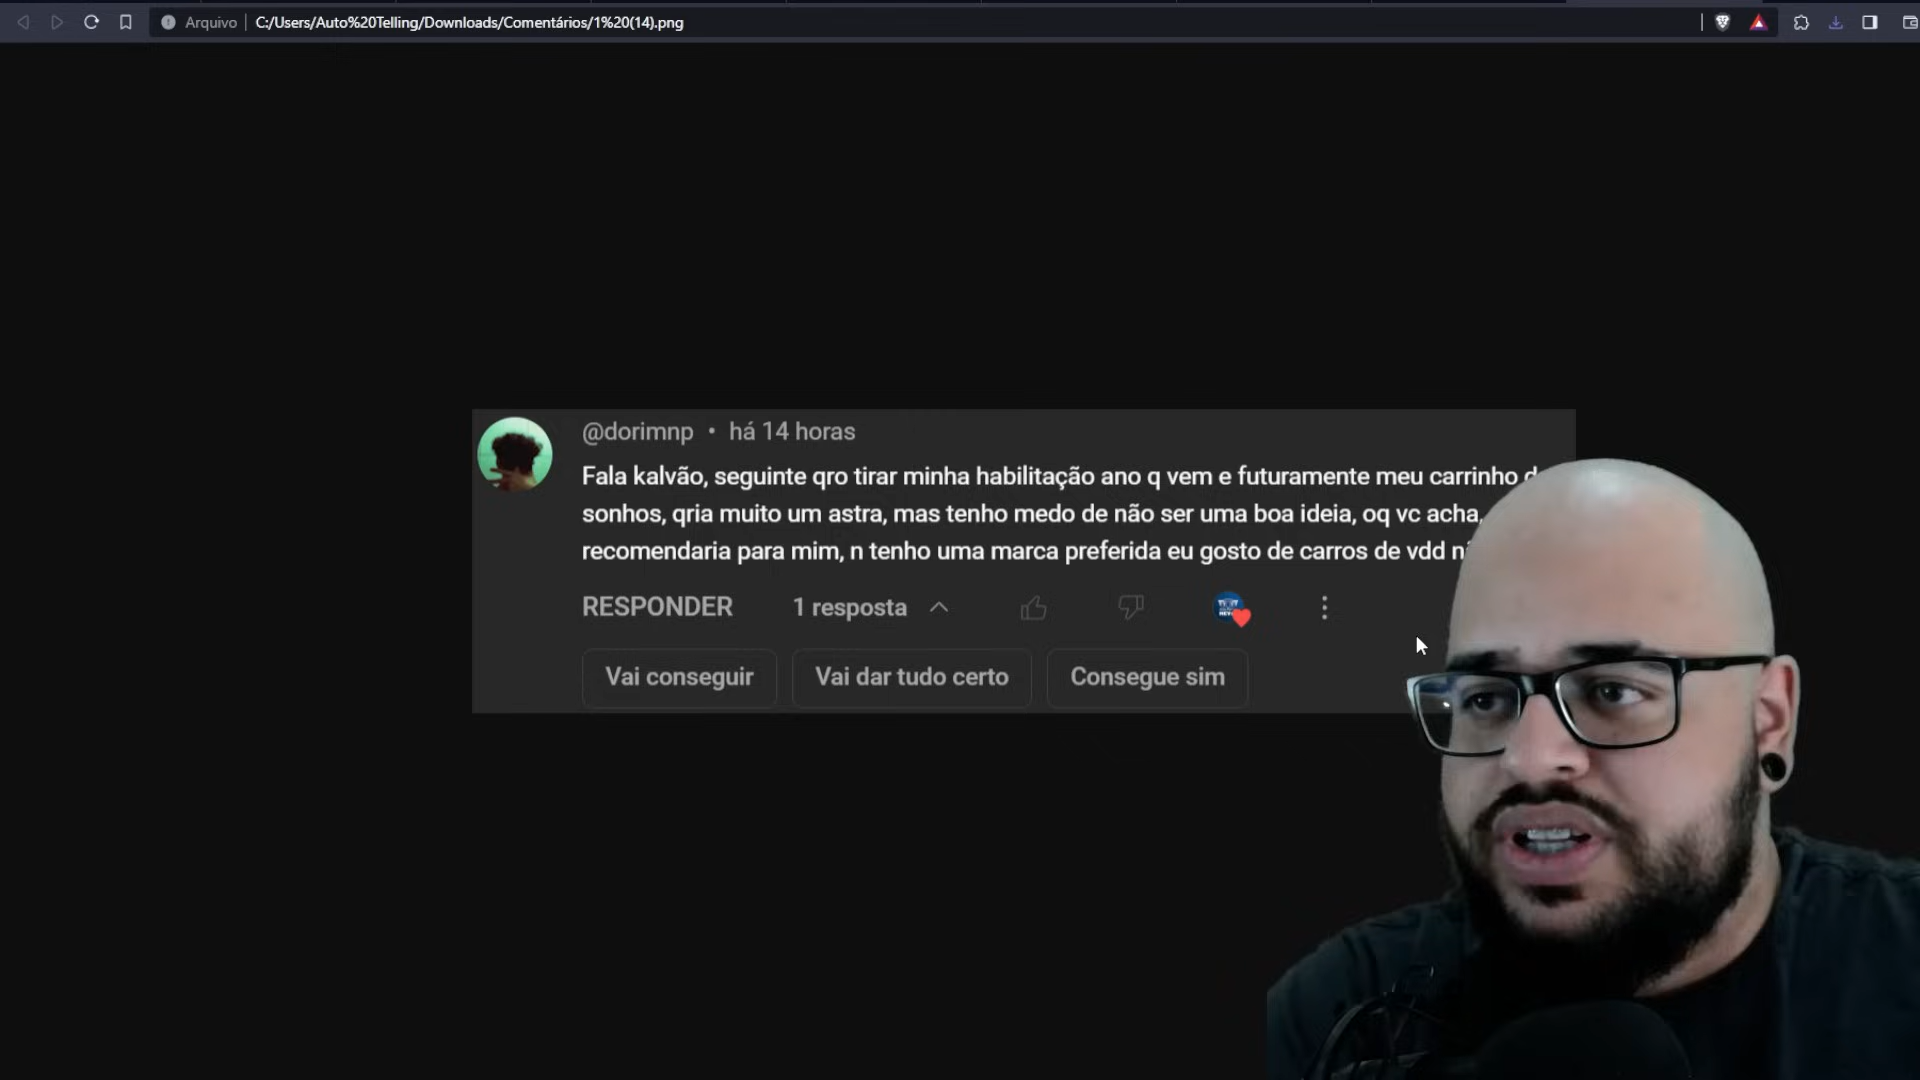 Arquivo C:/Users/Auto%20Telling/Downloads/Comentários/1%20(14).png
@dorimnp • há 14 horas
Fala kalvão, seguinte qro tirar minha habilitação ano q vem e futuramente meu carrinho
sonhos, qria muito um astra, mas tenho medo de não ser uma boa ideia, oq vc acha,
recomendaria para mim, n tenho uma marca preferida eu gosto de carros de vdd
RESPONDER 1 resposta
Vai conseguir Vai dar tudo certo Consegue sim